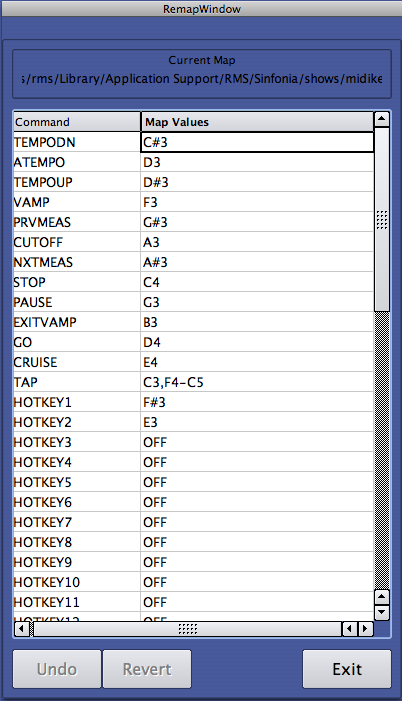 RemapWindow
Current Map
s/rms/Library/Application Support/RMS/Sinfonia/shows/midike
Command Map Values
TEMPODN C#3
ATEMPO D3
TEMPOUP D#3
VAMP F3
PRVMEAS G#3
CUTOFF A3
NXTMEAS A#3
STOP C4
PAUSE G3
EXITVAMP B3
GO D4
CRUISE E4
TAP C3,F4-C5
HOTKEY1 F#3
HOTKEY2 E3
HOTKEY3 OFF
HOTKEY4 OFF
HOTKEY5 OFF
HOTKEY6 OFF
HOTKEY7 OFF
HOTKEY8 OFF
HOTKEY9 OFF
HOTKEY10 OFF
HOTKEY11 OFF
HOTKEY12 OFF
Undo Revert Exit